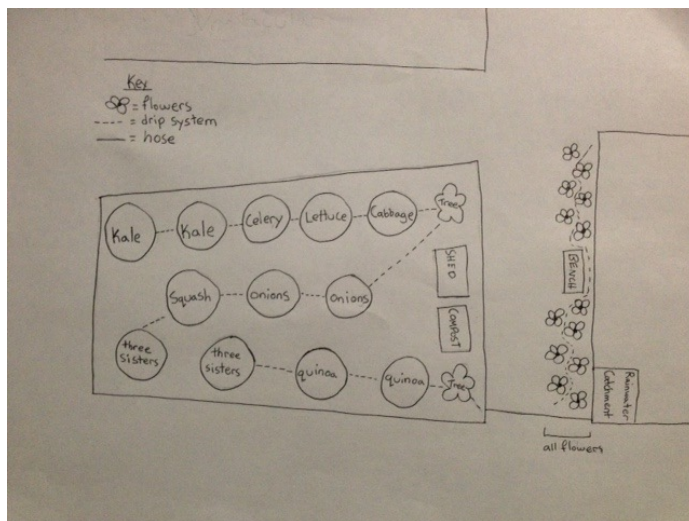 Key
= flowers
= drip system
= hose
Kale
Kale
Celery
Lettuce
Cabbage
Tree
SHED
BENCH
Squash
onions
onions
COMPOST
three
sisters
three
sisters
quinoa
quinoa
Tree
Rainwater
Catchment
all flowers